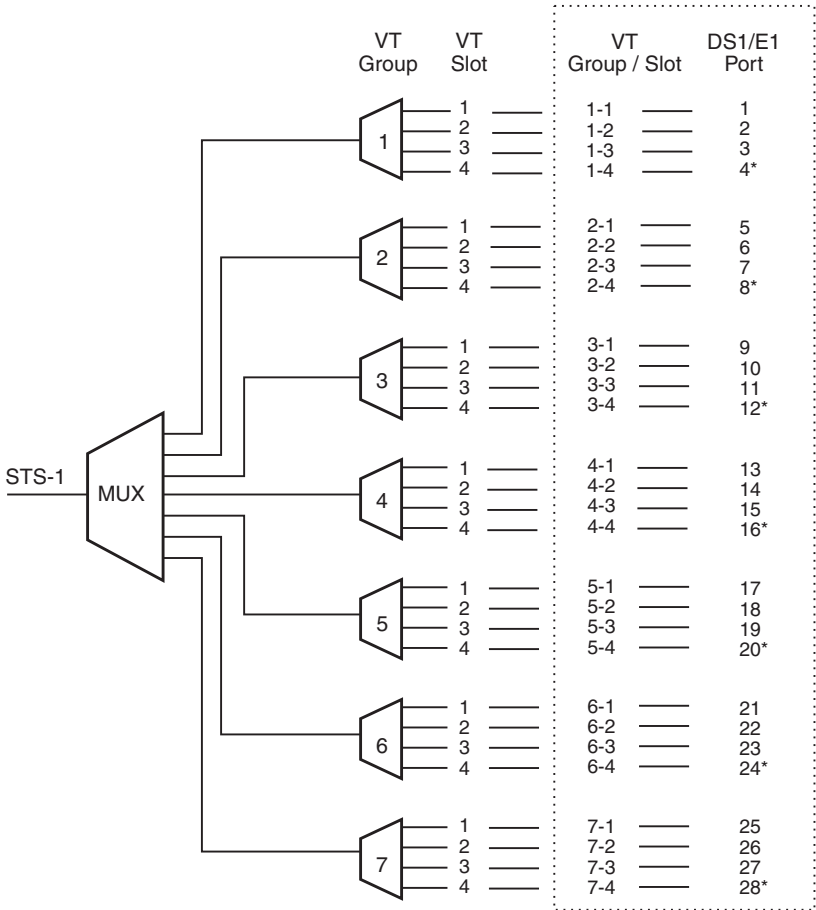 VT Group VT Slot VT Group / Slot DS1/E1 Port
1
1 1-1 1
2 1-2 2
3 1-3 3
4 1-4 4*
2
1 2-1 5
2 2-2 6
3 2-3 7
4 2-4 8*
3
1 3-1 9
2 3-2 10
3 3-3 11
4 3-4 12*
STS-1 MUX
4
1 4-1 13
2 4-2 14
3 4-3 15
4 4-4 16*
5
1 5-1 17
2 5-2 18
3 5-3 19
4 5-4 20*
6
1 6-1 21
2 6-2 22
3 6-3 23
4 6-4 24*
7
1 7-1 25
2 7-2 26
3 7-3 27
4 7-4 28*